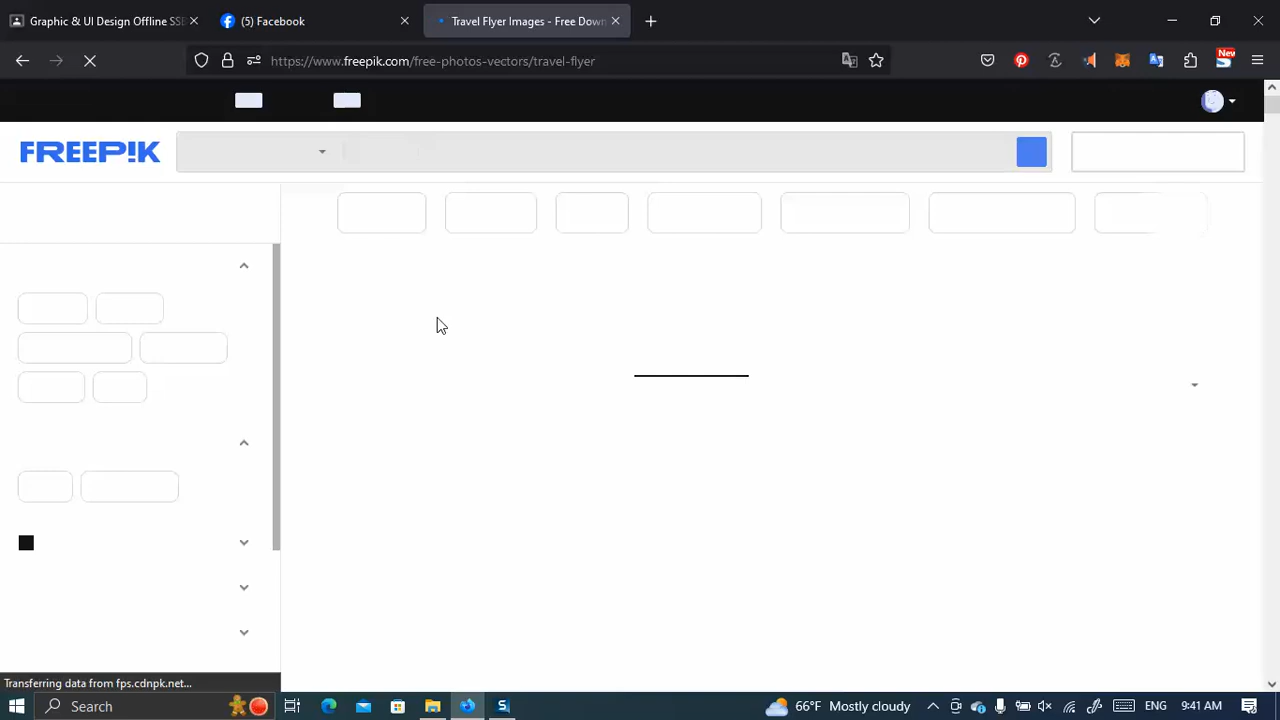 Graphic & UI Design Offline SSB
(5) Facebook
Travel Flyer Images - Free Down
https://www.freepik.com/free-photos-vectors/travel-flyer
New
FREEP!K
Transferring data from fps.cdnpk.net...
Search
66°F Mostly cloudy
ENG
9:41 AM